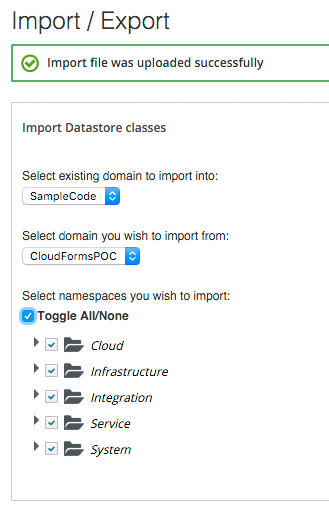 Import / Export
Import file was uploaded successfully
Import Datastore classes
Select existing domain to import into:
SampleCode
Select domain you wish to import from:
CloudFormsPOC
Select namespaces you wish to import:
Toggle All/None
Cloud
Infrastructure
Integration
Service
System